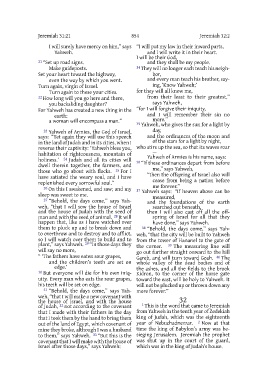 Jeremiah 31:21
694
Jeremiah 32:2
I will surely have mercy on him,” says
Yahweh.
21 “Set up road signs.
Make guideposts.
Set your heart toward the highway,
even the way by which you went.
Turn again, virgin of Israel.
Turn again to these your cities.
22 How long will you go here and there,
you backsliding daughter?
For Yahweh has created a new thing in the
earth:
a woman will encompass a man.”
23 Yahweh of Armies, the God of Israel,
says: “Yet again they will use this speech
in the land of Judah and in its cities, when I
reverse their captivity: ‘Yahweh bless you,
habitation of righteousness, mountain of
holiness.’ 24 Judah and all its cities will
dwell therein together, the farmers, and
those who go about with flocks. 25 For I
have satiated the weary soul, and I have
replenished every sorrowful soul.”
26 On this I awakened, and saw; and my
sleep was sweet to me.
27 “Behold, the days come,” says Yah-
weh, “that I will sow the house of Israel
and the house of Judah with the seed of
man and with the seed of animal. 28 It will
happen that, like as I have watched over
them to pluck up and to break down and
to overthrow and to destroy and to afflict,
so I will watch over them to build and to
plant,” says Yahweh. 29 “In those days they
will say no more,
“‘The fathers have eaten sour grapes,
and the children’s teeth are set on
edge.’
30 But everyone will die for his own iniq-
uity. Every man who eats the sour grapes,
his teeth will be set on edge.
31 “Behold, the days come,” says Yah-
weh, “that I will make a new covenant with
the house of Israel, and with the house
of Judah, 32 not according to the covenant
that I made with their fathers in the day
that I took them by the hand to bring them
out of the land of Egypt, which covenant of
mine they broke, although I was a husband
to them,” says Yahweh. 33 “But this is the
covenant that I will make with the house of
Israel after those days,” says Yahweh:
“I will put my law in their inward parts,
and I will write it in their heart.
I will be their God,
and they shall be my people.
34 They will no longer each teach his neigh-
bor,
and every man teach his brother, say-
ing, ‘Know Yahweh;’
for they will all know me,
from their least to their greatest,”
says Yahweh,
“for I will forgive their iniquity,
and I will remember their sin no
more.”
35 Yahweh, who gives the sun for a light by
day,
and the ordinances of the moon and
of the stars for a light by night,
who stirs up the sea, so that its waves roar
—
Yahweh of Armies is his name, says:
36 “If these ordinances depart from before
me,” says Yahweh,
“then the offspring of Israel also will
cease from being a nation before
me forever.”
37 Yahweh says: “If heaven above can be
measured,
and the foundations of the earth
searched out beneath,
then I will also cast off all the off-
spring of Israel for all that they
have done,” says Yahweh.
38 “Behold, the days come,” says Yah-
weh, “that the city will be built to Yahweh
from the tower of Hananel to the gate of
the corner. 39 The measuring line will
go out further straight onward to the hill
Gareb, and will turn toward Goah. 40 The
whole valley of the dead bodies and of
the ashes, and all the fields to the brook
Kidron, to the corner of the horse gate
toward the east, will be holy to Yahweh. It
will not be plucked up or thrown down any
more forever.”
32
1 This is the word that came to Jeremiah
from Yahweh in the tenth year of Zedekiah
king of Judah, which was the eighteenth
year of Nebuchadnezzar. 2 Now at that
time the king of Babylon’s army was be-
sieging Jerusalem. Jeremiah the prophet
was shut up in the court of the guard,
which was in the king of Judah’s house.